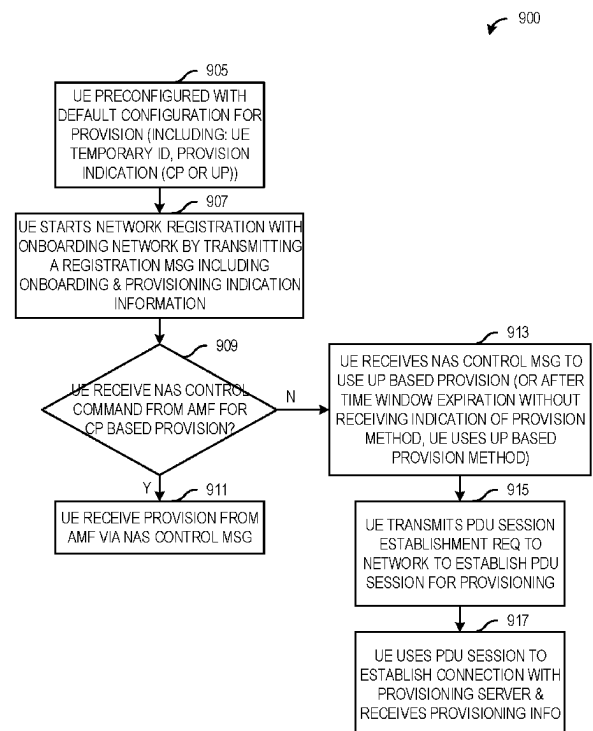 900
905
UE PRECONFIGURED WITH
DEFAULT CONFIGURATION FOR
PROVISION (INCLUDING: UE
TEMPORARY ID, PROVISION
INDICATION (CP OR UP))
907
UE STARTS NETWORK REGISTRATION WITH
ONBOARDING NETWORK BY TRANSMITTING
A REGISTRATION MSG INCLUDING
ONBOARDING & PROVISIONING INDICATION
INFORMATION
909
UE RECEIVE NAS CONTROL
COMMAND FROM AMF FOR
CP BASED PROVISION?
N
Y
911
UE RECEIVE PROVISION FROM
AMF VIA NAS CONTROL MSG
913
UE RECEIVES NAS CONTROL MSG TO
USE UP BASED PROVISION (OR AFTER
TIME WINDOW EXPIRATION WITHOUT
RECEIVING INDICATION OF PROVISION
METHOD, UE USES UP BASED
PROVISION METHOD)
915
UE TRANSMITS PDU SESSION
ESTABLISHMENT REQ TO
NETWORK TO ESTABLISH PDU
SESSION FOR PROVISIONING
917
UE USES PDU SESSION TO
ESTABLISH CONNECTION WITH
PROVISIONING SERVER &
RECEIVES PROVISIONING INFO